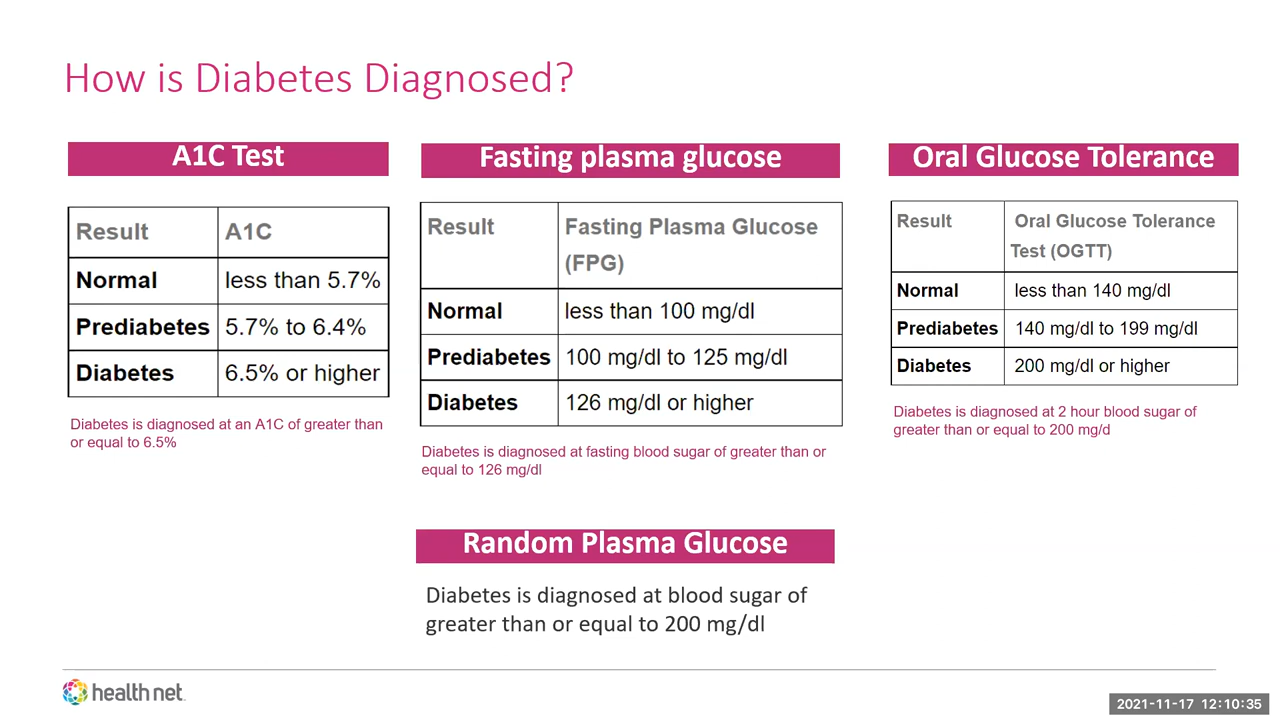 How is Diabetes Diagnosed?
A1C Test
Result A1C
Normal less than 5.7%
Prediabetes 5.7% to 6.4%
Diabetes 6.5% or higher
Diabetes is diagnosed at an A1C of greater than
or equal to 6.5%
Fasting plasma glucose
Result Fasting Plasma Glucose
(FPG)
Normal less than 100 mg/dl
Prediabetes 100 mg/dl to 125 mg/dl
Diabetes 126 mg/dl or higher
Diabetes is diagnosed at fasting blood sugar of greater than or
equal to 126 mg/dl
Oral Glucose Tolerance
Result Oral Glucose Tolerance
Test (OGTT)
Normal less than 140 mg/dl
Prediabetes 140 mg/dl to 199 mg/dl
Diabetes 200 mg/dl or higher
Diabetes is diagnosed at 2 hour blood sugar of
greater than or equal to 200 mg/d
Random Plasma Glucose
Diabetes is diagnosed at blood sugar of
greater than or equal to 200 mg/dl
health net
2021-11-17 12:10:35